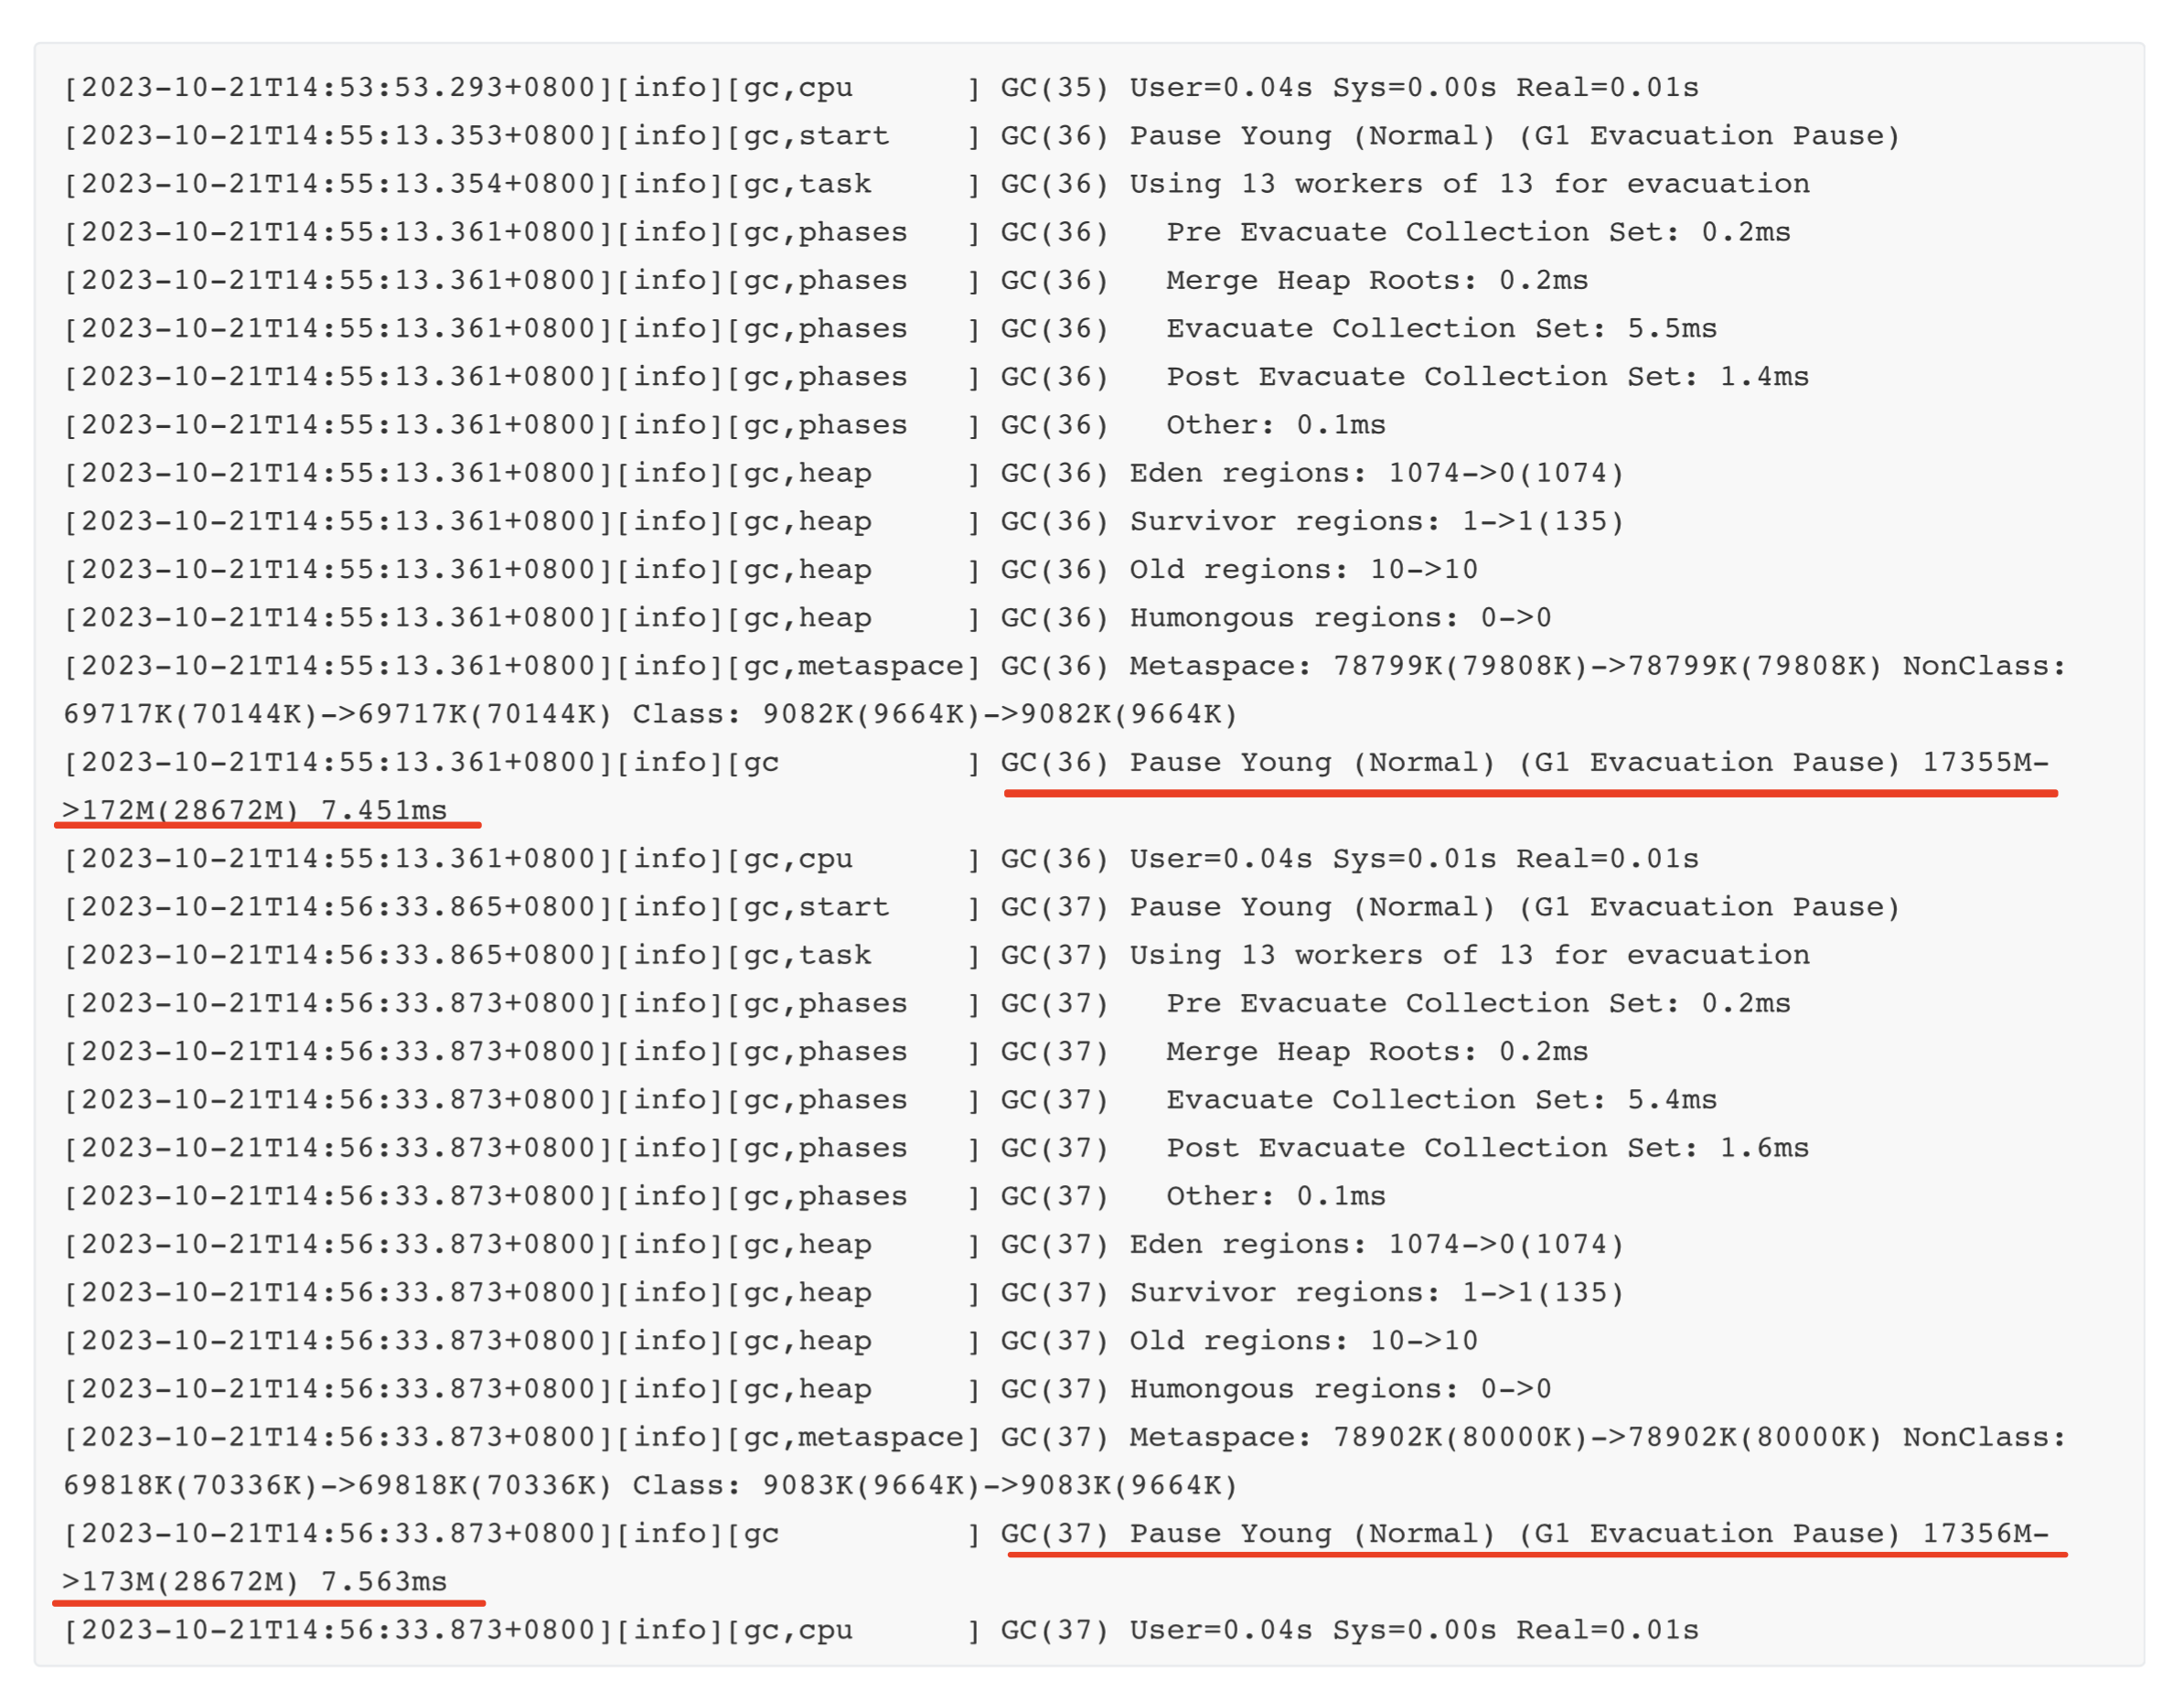 [2023-10-21T14:53:53.293+0800][info][gc,cpu      ] GC(35) User=0.04s Sys=0.00s Real=0.01s
[2023-10-21T14:55:13.353+0800][info][gc,start    ] GC(36) Pause Young (Normal) (G1 Evacuation Pause)
[2023-10-21T14:55:13.354+0800][info][gc,task     ] GC(36) Using 13 workers of 13 for evacuation
[2023-10-21T14:55:13.361+0800][info][gc,phases   ] GC(36)   Pre Evacuate Collection Set: 0.2ms
[2023-10-21T14:55:13.361+0800][info][gc,phases   ] GC(36)   Merge Heap Roots: 0.2ms
[2023-10-21T14:55:13.361+0800][info][gc,phases   ] GC(36)   Evacuate Collection Set: 5.5ms
[2023-10-21T14:55:13.361+0800][info][gc,phases   ] GC(36)   Post Evacuate Collection Set: 1.4ms
[2023-10-21T14:55:13.361+0800][info][gc,phases   ] GC(36)   Other: 0.1ms
[2023-10-21T14:55:13.361+0800][info][gc,heap     ] GC(36) Eden regions: 1074->0(1074)
[2023-10-21T14:55:13.361+0800][info][gc,heap     ] GC(36) Survivor regions: 1->1(135)
[2023-10-21T14:55:13.361+0800][info][gc,heap     ] GC(36) Old regions: 10->10
[2023-10-21T14:55:13.361+0800][info][gc,heap     ] GC(36) Humongous regions: 0->0
[2023-10-21T14:55:13.361+0800][info][gc,metaspace] GC(36) Metaspace: 78799K(79808K)->78799K(79808K) NonClass:
69717K(70144K)->69717K(70144K) Class: 9082K(9664K)->9082K(9664K)
[2023-10-21T14:55:13.361+0800][info][gc          ] GC(36) Pause Young (Normal) (G1 Evacuation Pause) 17355M-
>172M(28672M) 7.451ms
[2023-10-21T14:55:13.361+0800][info][gc,cpu      ] GC(36) User=0.04s Sys=0.01s Real=0.01s
[2023-10-21T14:56:33.865+0800][info][gc,start    ] GC(37) Pause Young (Normal) (G1 Evacuation Pause)
[2023-10-21T14:56:33.865+0800][info][gc,task     ] GC(37) Using 13 workers of 13 for evacuation
[2023-10-21T14:56:33.873+0800][info][gc,phases   ] GC(37)   Pre Evacuate Collection Set: 0.2ms
[2023-10-21T14:56:33.873+0800][info][gc,phases   ] GC(37)   Merge Heap Roots: 0.2ms
[2023-10-21T14:56:33.873+0800][info][gc,phases   ] GC(37)   Evacuate Collection Set: 5.4ms
[2023-10-21T14:56:33.873+0800][info][gc,phases   ] GC(37)   Post Evacuate Collection Set: 1.6ms
[2023-10-21T14:56:33.873+0800][info][gc,phases   ] GC(37)   Other: 0.1ms
[2023-10-21T14:56:33.873+0800][info][gc,heap     ] GC(37) Eden regions: 1074->0(1074)
[2023-10-21T14:56:33.873+0800][info][gc,heap     ] GC(37) Survivor regions: 1->1(135)
[2023-10-21T14:56:33.873+0800][info][gc,heap     ] GC(37) Old regions: 10->10
[2023-10-21T14:56:33.873+0800][info][gc,heap     ] GC(37) Humongous regions: 0->0
[2023-10-21T14:56:33.873+0800][info][gc,metaspace] GC(37) Metaspace: 78902K(80000K)->78902K(80000K) NonClass:
69818K(70336K)->69818K(70336K) Class: 9083K(9664K)->9083K(9664K)
[2023-10-21T14:56:33.873+0800][info][gc          ] GC(37) Pause Young (Normal) (G1 Evacuation Pause) 17356M-
>173M(28672M) 7.563ms
[2023-10-21T14:56:33.873+0800][info][gc,cpu      ] GC(37) User=0.04s Sys=0.00s Real=0.01s